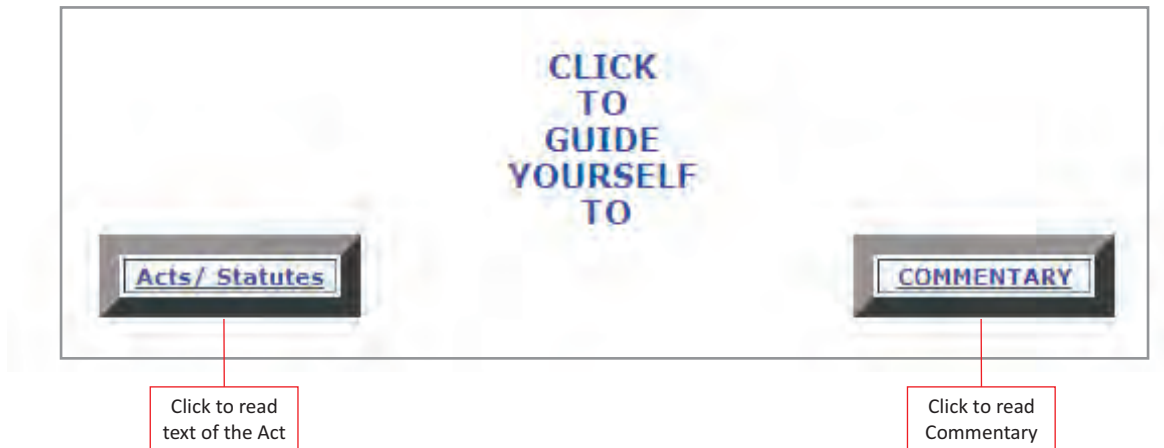 CLICK
TO
GUIDE
YOURSELF
TO
Acts/ Statutes
COMMENTARY
Click to read
text of the Act
Click to read
Commentary